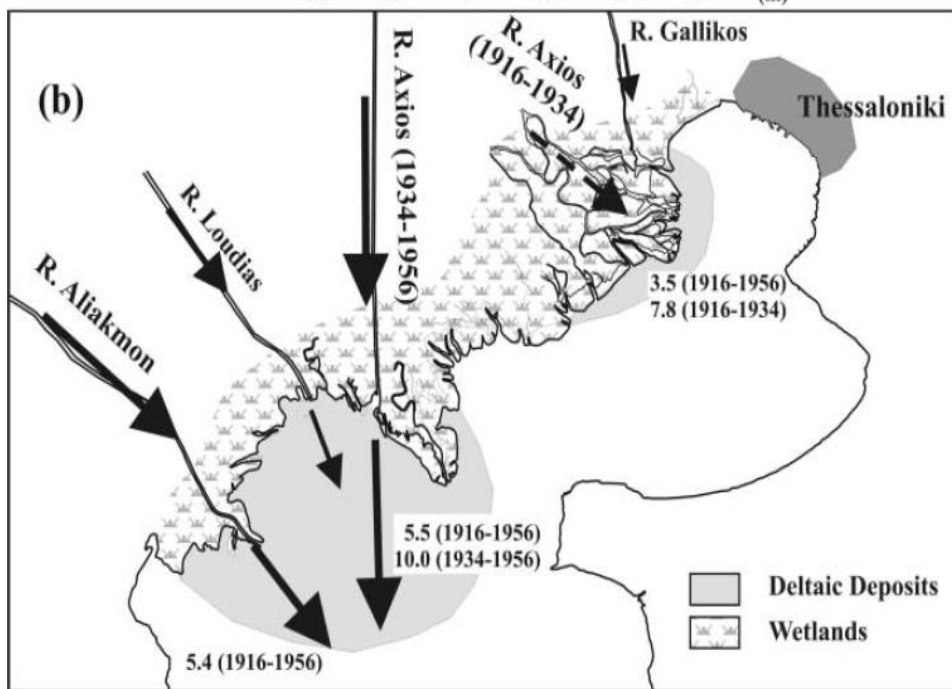 (m)
(b)
R. Axios (1934-1956)
R. Axios
(1916-1934)
R. Gallikos
Thessaloniki
R. Loudias
R. Aliakmon
3.5 (1916-1956)
7.8 (1916-1934)
5.5 (1916-1956)
10.0 (1934-1956)
5.4 (1916-1956)
Deltaic Deposits
Wetlands